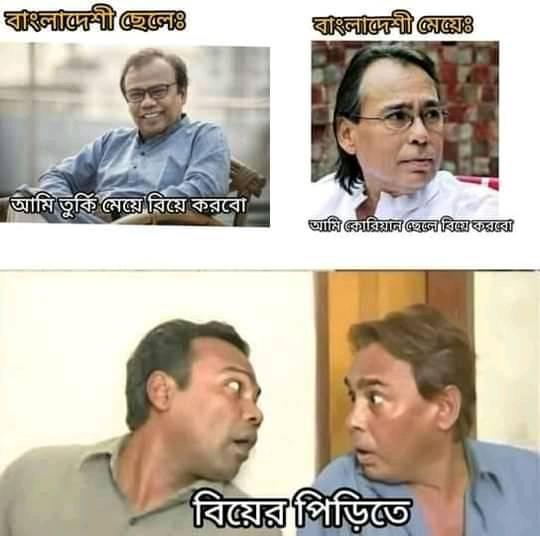 বাংলাদেশী ছেলেঃ
আমি তুর্কি মেয়ে বিয়ে করবো
বাংলাদেশী মেয়েঃ
আমি কোরিয়ান ছেলে বিয়ে করবো
বিয়ের পিড়িতে